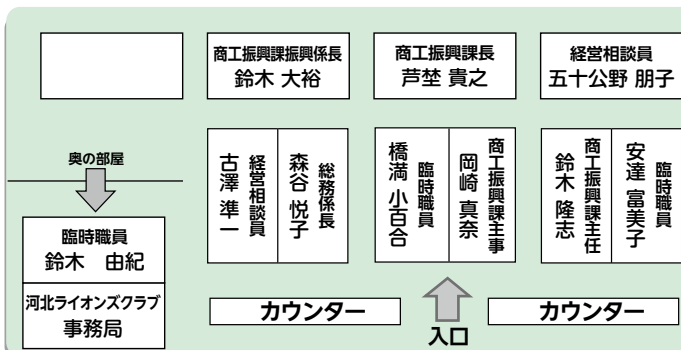 商工振興課振興係長
鈴木 大裕
商工振興課長
芦埜 貴之
経営相談員
五十公野 朋子
奥の部屋
臨時職員
鈴木　由紀
河北ライオンズクラブ
事務局
経営相談員
古澤 準一
総務係長
森谷 悦子
臨時職員
橋満 小百合
商工振興課主事
岡崎 真奈
商工振興課主任
鈴木 隆志
臨時職員
安達 富美子
カウンター
入口
カウンター